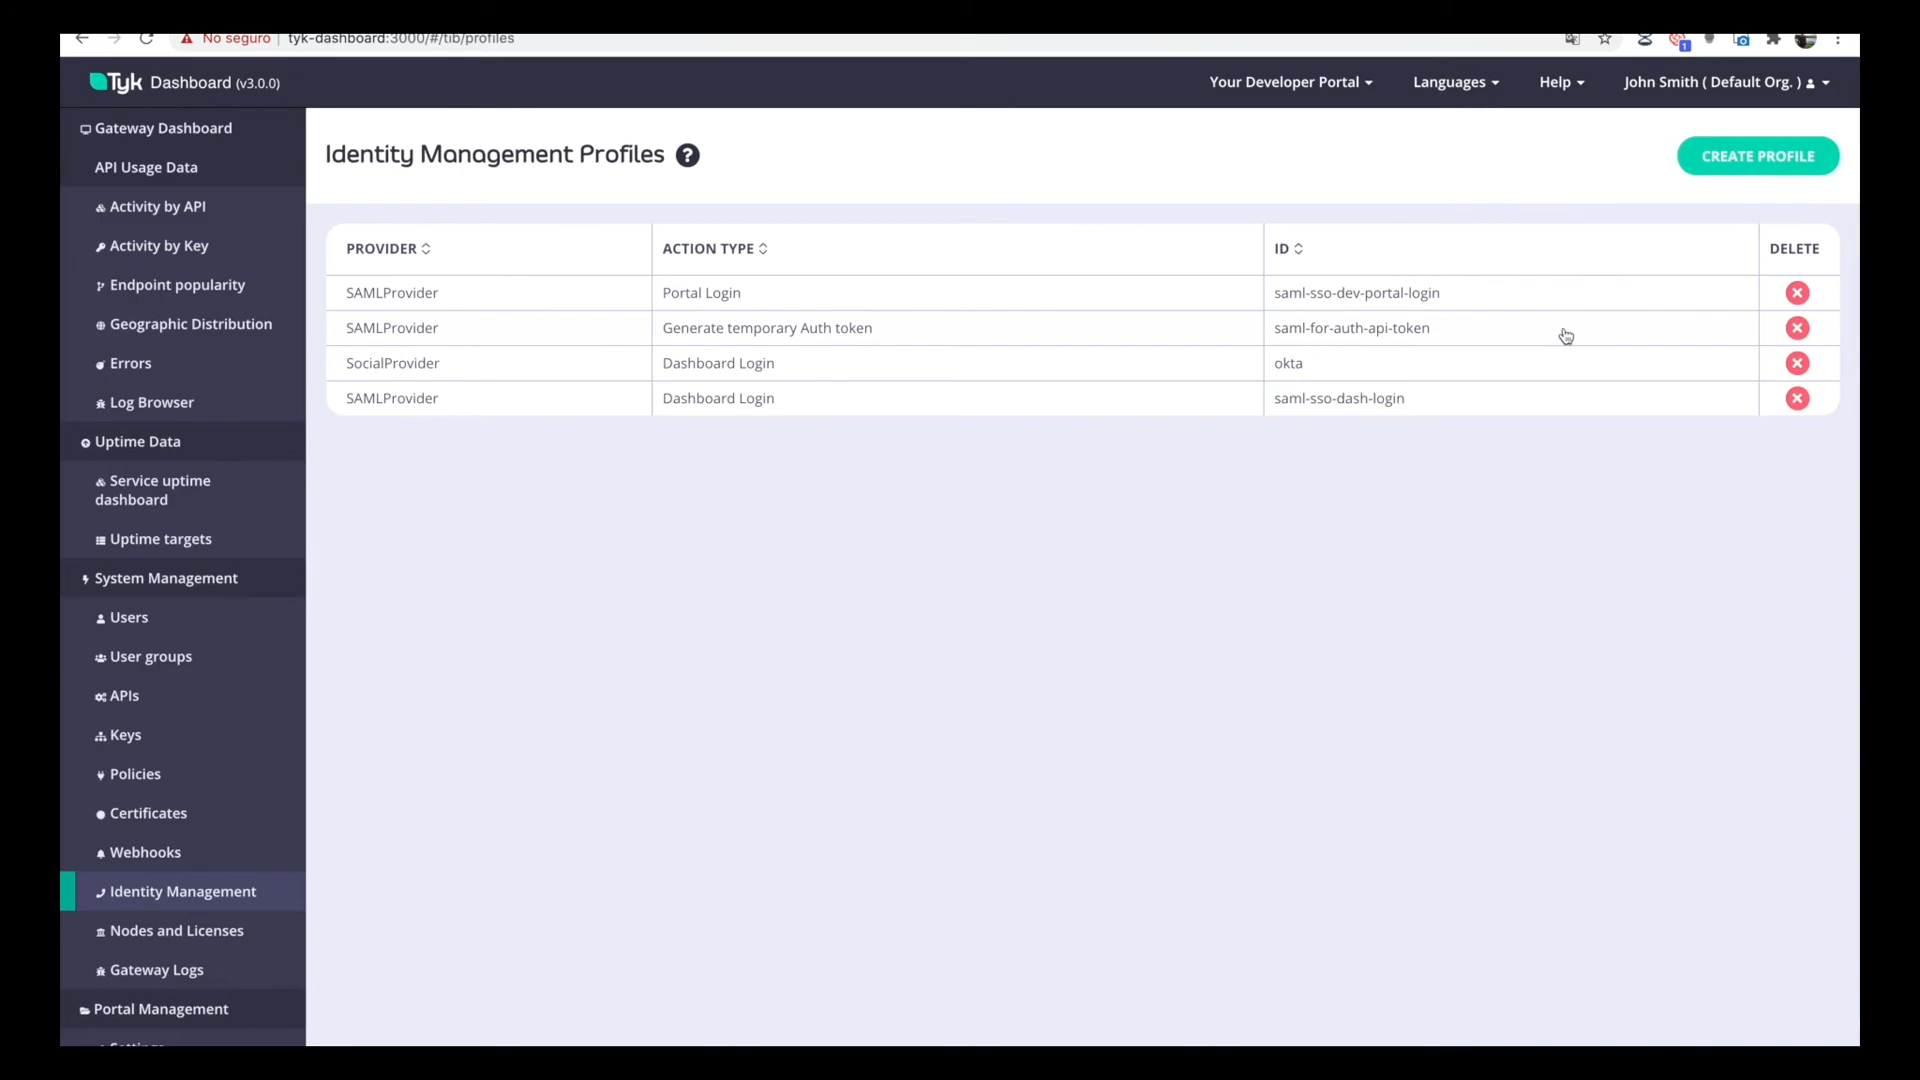 No seguro | tyk-dashboard:3000/#/tib/profiles
1
Tyk Dashboard (v3.0.0)
Your Developer Portal
Languages
Help
John Smith ( Default Org. )
Gateway Dashboard
API Usage Data
Activity by API
Activity by Key
Endpoint popularity
Geographic Distribution
Errors
Log Browser
Uptime Data
Service uptime
dashboard
Uptime targets
System Management
Users
User groups
APIs
Keys
Policies
Certificates
Webhooks
Identity Management
Nodes and Licenses
Gateway Logs
Portal Management
Settings
Identity Management Profiles ?
CREATE PROFILE
PROVIDER ACTION TYPE ID DELETE
SAMLProvider Portal Login saml-sso-dev-portal-login
SAMLProvider Generate temporary Auth token saml-for-auth-api-token
SocialProvider Dashboard Login okta
SAMLProvider Dashboard Login saml-sso-dash-login